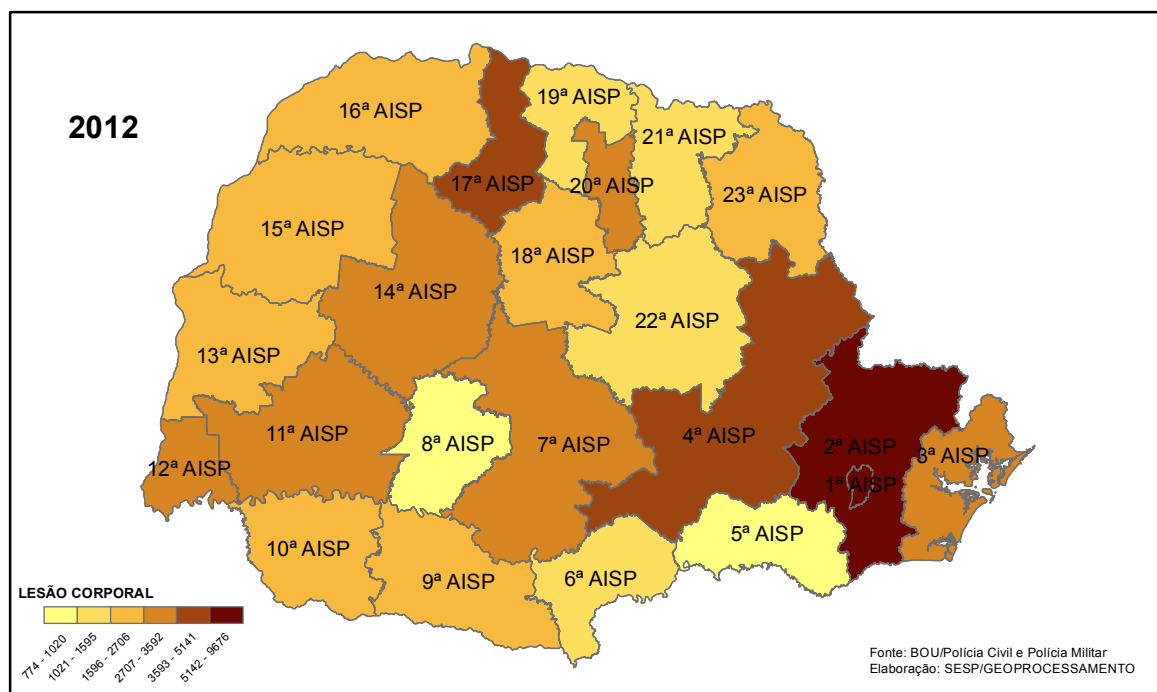 2012
16ª AISP
19ª AISP
21ª AISP
17ª AISP
20ª AISP
23ª AISP
15ª AISP
18ª AISP
14ª AISP
22ª AISP
13ª AISP
11ª AISP
8ª AISP
7ª AISP
4ª AISP
2ª AISP
3ª AISP
12ª AISP
1ª AISP
5ª AISP
10ª AISP
9ª AISP
6ª AISP
LESÃO CORPORAL
774 - 1020
1021 - 1595
1596 - 2706
2707 - 3592
3593 - 5141
5142 - 9676
Fonte: BOU/Polícia Civil e Polícia Militar
Elaboração: SESP/GEOPROCESSAMENTO